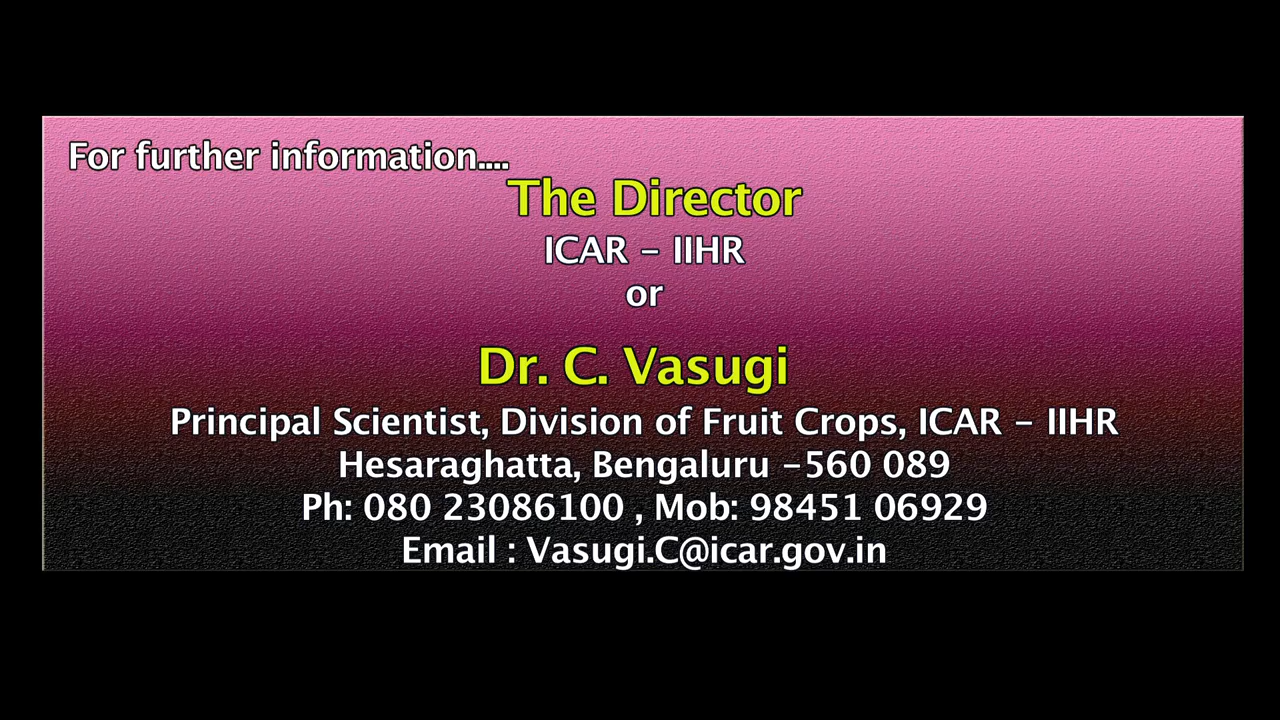 For further information....
The Director
ICAR – IIHR
or
Dr. C. Vasugi
Principal Scientist, Division of Fruit Crops, ICAR – IIHR
Hesaraghatta, Bengaluru –560 089
Ph: 080 23086100 , Mob: 98451 06929
Email : Vasugi.C@icar.gov.in